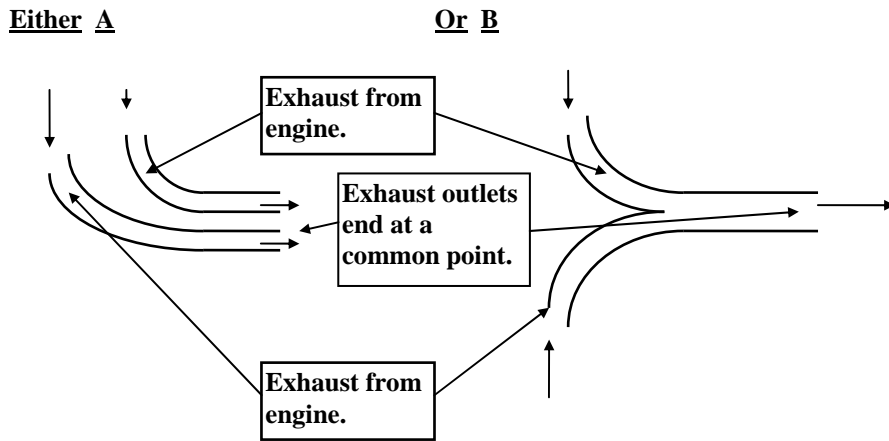 Either A
Or B
Exhaust from
engine.
Exhaust outlets
end at a
common point.
Exhaust from
engine.